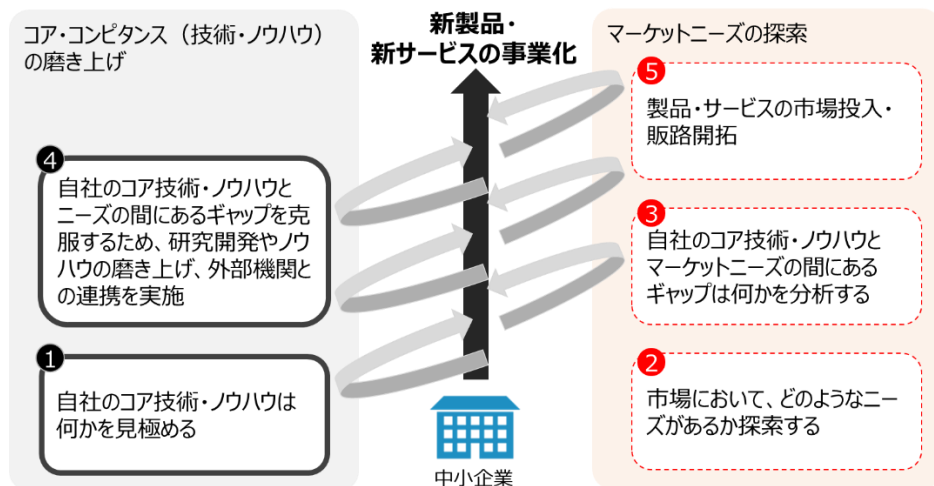 コア・コンピタンス（技術・ノウハウ）
の磨き上げ
新製品・
新サービスの事業化
マーケットニーズの探索
5
製品・サービスの市場投入・
販路開拓
4
自社のコア技術・ノウハウと
ニーズの間にあるギャップを克
服するため、研究開発やノウ
ハウの磨き上げ、外部機関と
の連携を実施
3
自社のコア技術・ノウハウと
マーケットニーズの間にある
ギャップは何かを分析する
1
自社のコア技術・ノウハウは
何かを見極める
2
市場において、どのようなニー
ズがあるか探索する
中小企業